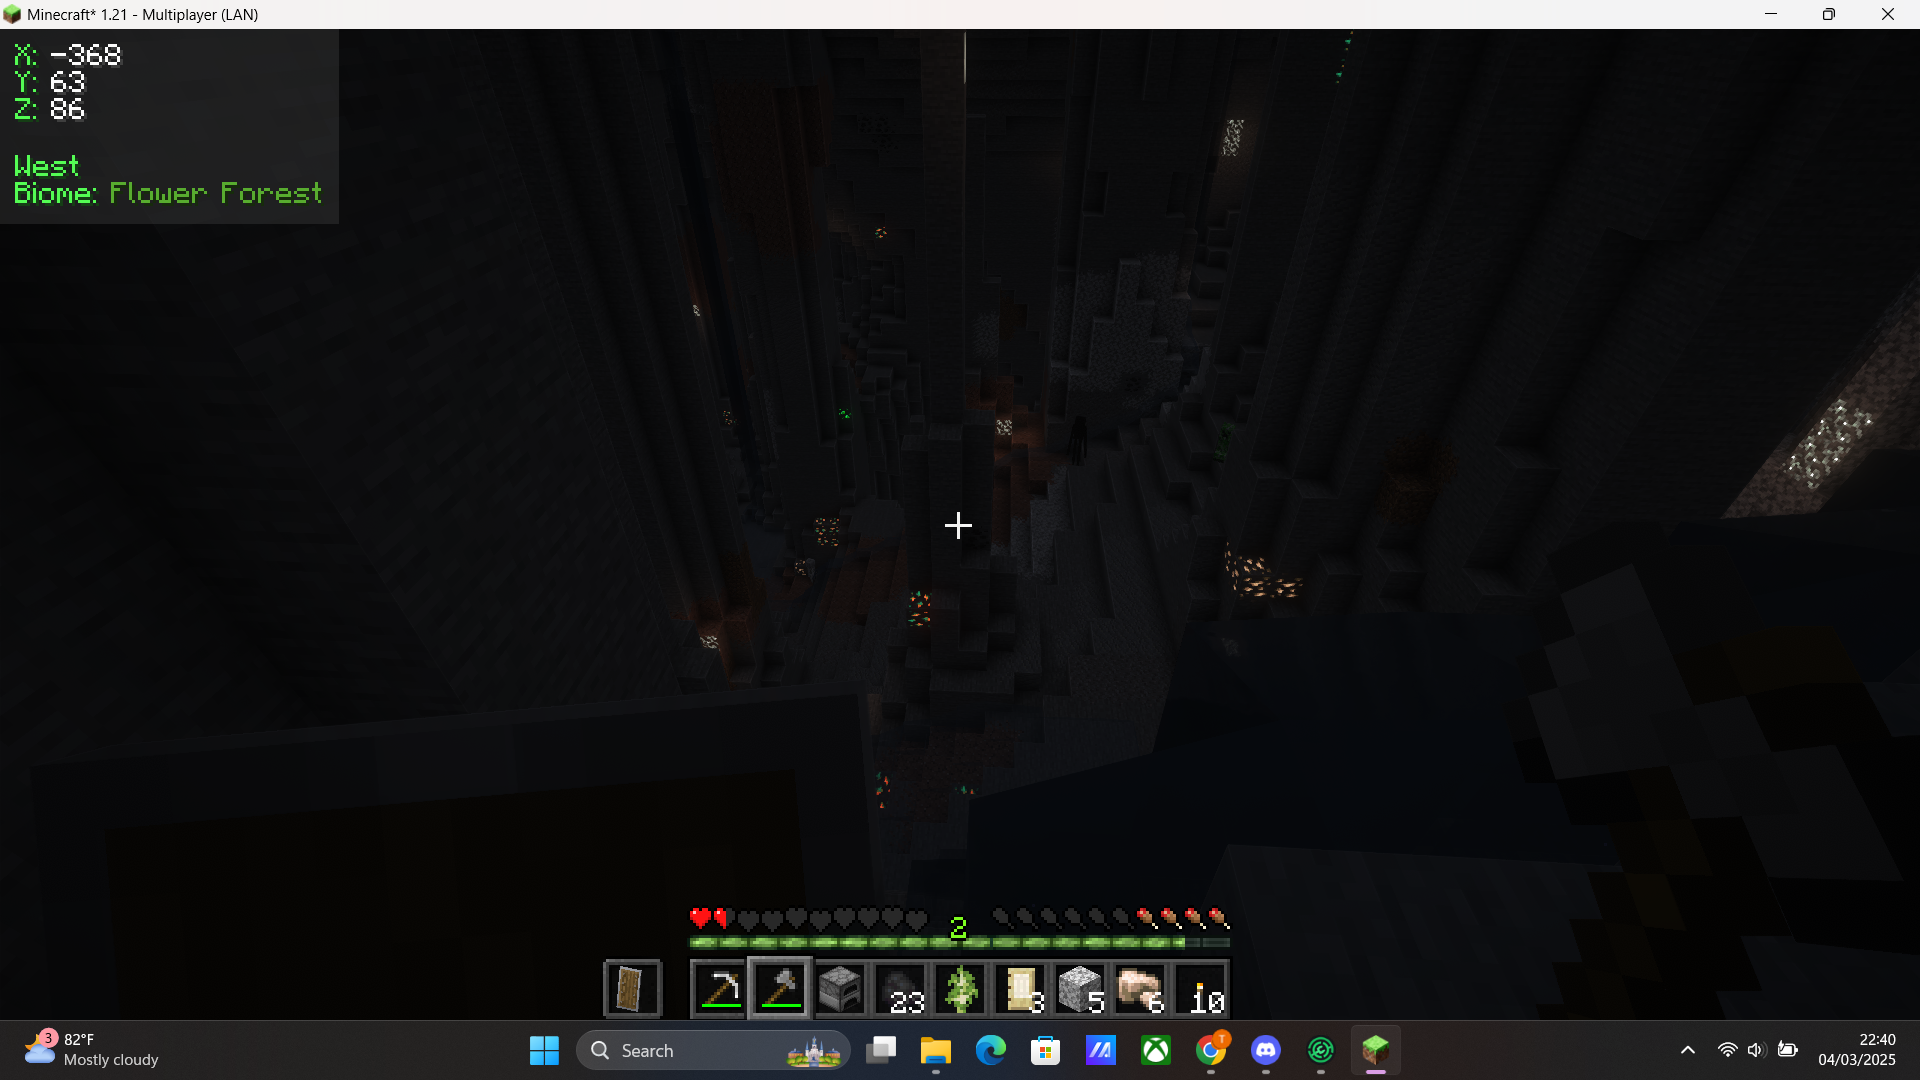 Minecraft* 1.21 - Multiplayer (LAN)
X: -368
Y: 63
Z: 86
West
Biome: Flower Forest
2
23
3
5
6
10
3
82°F
Mostly cloudy
Search
T
22:40
04/03/2025